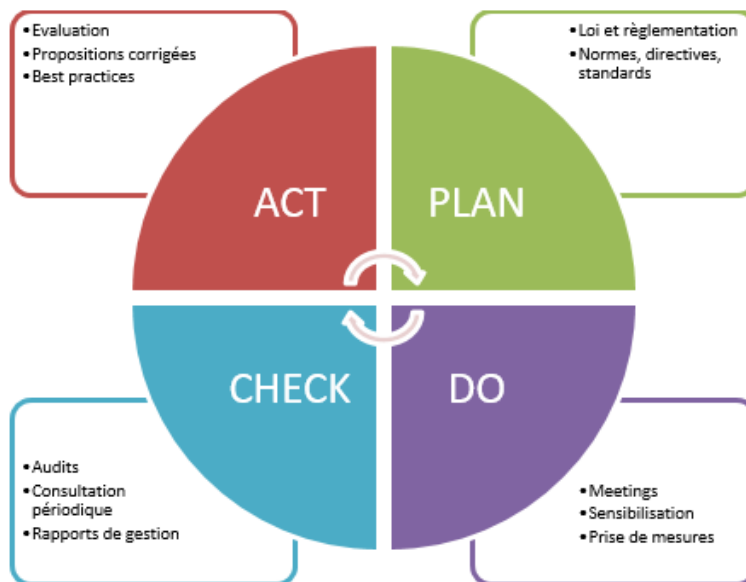 •Evaluation
•Propositions corrigées
•Best practices
•Loi et règlementation
•Normes, directives,
standards
ACT
PLAN
CHECK
DO
•Audits
•Consultation
périodique
•Rapports de gestion
•Meetings
•Sensibilisation
•Prise de mesures